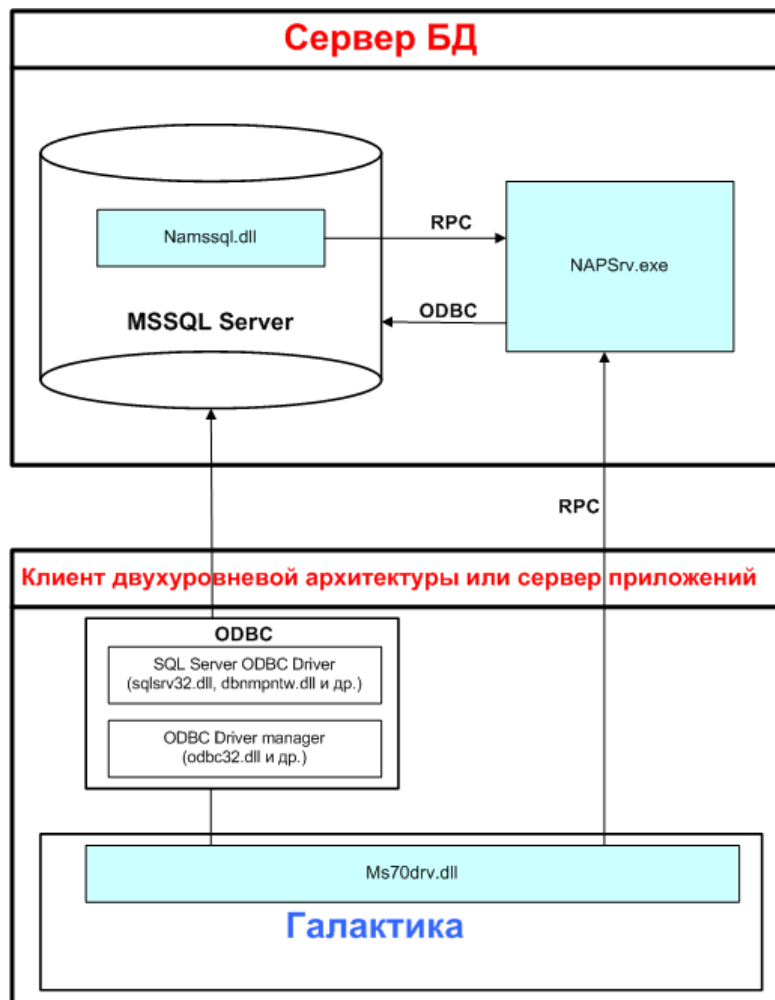 Сервер БД
Namssql.dll
RPC
NAPSrv.exe
MSSQL Server
ODBC
RPC
Клиент двухуровневой архитектуры или сервер приложений
ODBC
SQL Server ODBC Driver
(sqlsrv32.dll, dbnmpntw.dll и др.)
ODBC Driver manager
(odbc32.dll и др.)
Ms70drv.dll
Галактика